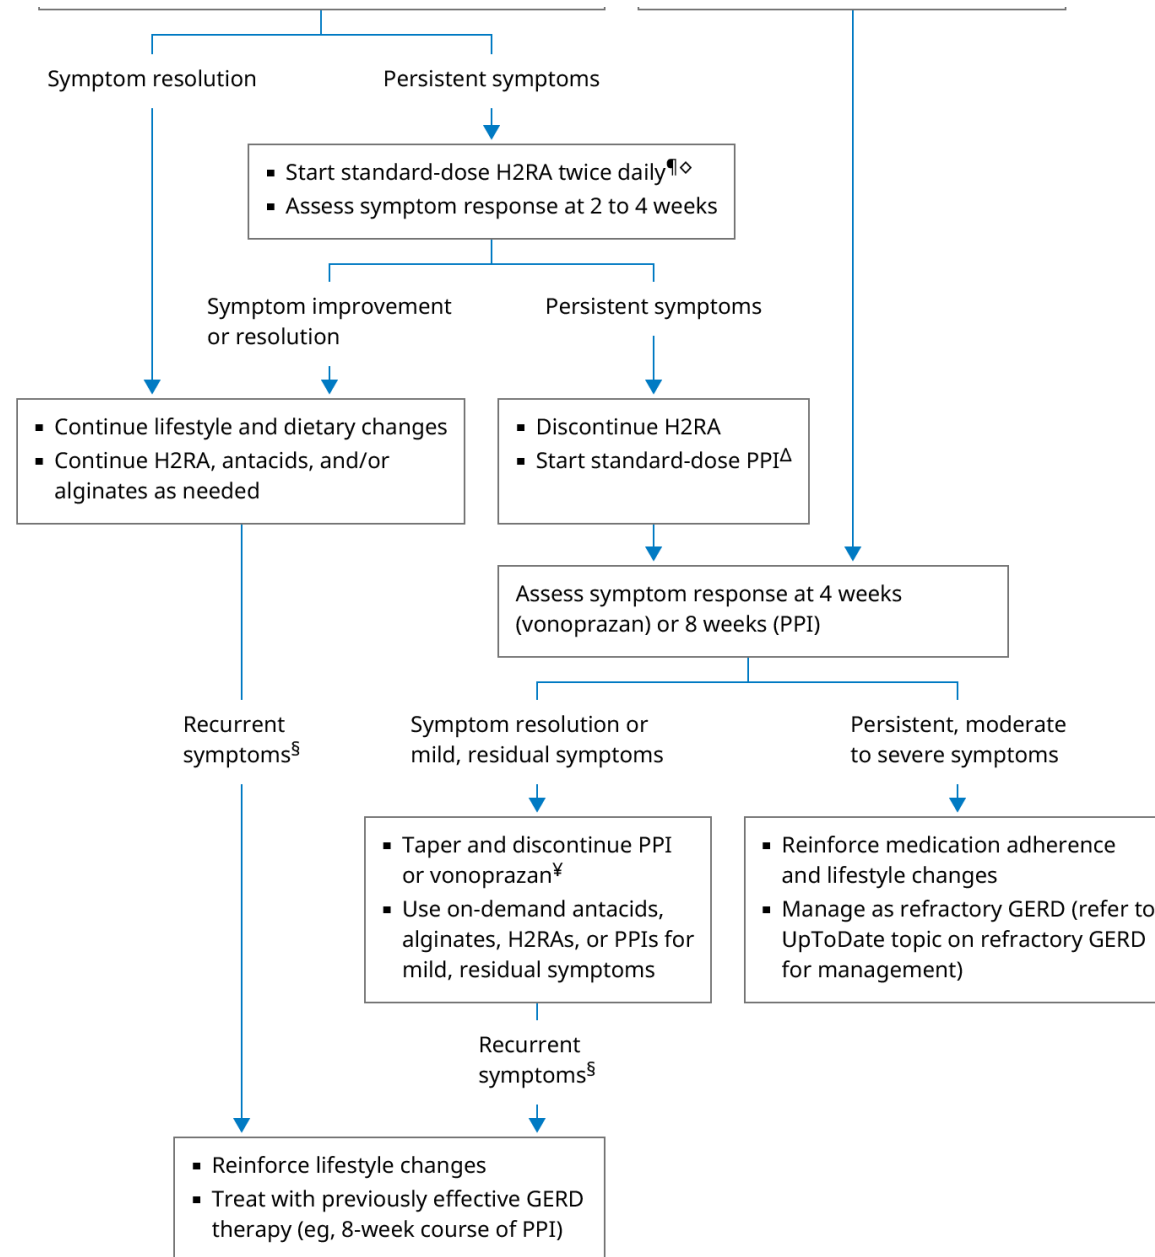 Symptom resolution
Persistent symptoms
▪ Start standard-dose H2RA twice daily¶◇
▪ Assess symptom response at 2 to 4 weeks
Symptom improvement
or resolution
Persistent symptoms
▪ Continue lifestyle and dietary changes
▪ Continue H2RA, antacids, and/or
alginates as needed
▪ Discontinue H2RA
▪ Start standard-dose PPIΔ
Assess symptom response at 4 weeks
(vonoprazan) or 8 weeks (PPI)
Recurrent
symptoms§
Symptom resolution or
mild, residual symptoms
Persistent, moderate
to severe symptoms
▪ Taper and discontinue PPI
or vonoprazan¥
▪ Use on-demand antacids,
alginates, H2RAs, or PPIs for
mild, residual symptoms
▪ Reinforce medication adherence
and lifestyle changes
▪ Manage as refractory GERD (refer to
UpToDate topic on refractory GERD
for management)
Recurrent
symptoms§
▪ Reinforce lifestyle changes
▪ Treat with previously effective GERD
therapy (eg, 8-week course of PPI)